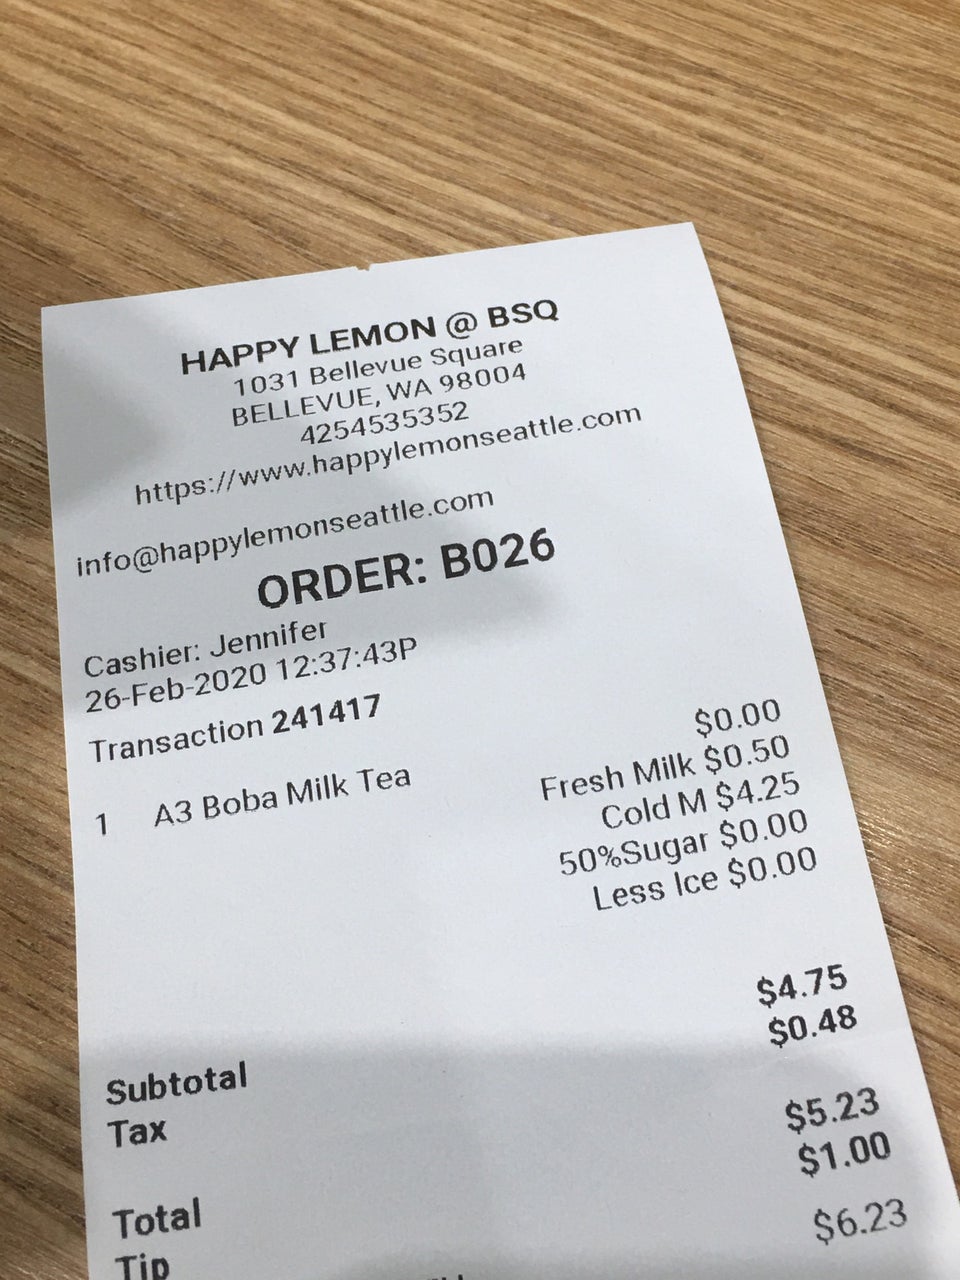 HAPPY LEMON @ BSQ
1031 Bellevue Square
BELLEVUE, WA 98004
4254535352
https://www.happylemonseattle.com
info@happylemonseattle.com
ORDER: B026
Cashier: Jennifer
26-Feb-2020 12:37:43P
Transaction 241417
1 A3 Boba Milk Tea $0.00
Fresh Milk $0.50
Cold M $4.25
50%Sugar $0.00
Less Ice $0.00
Subtotal $4.75
Tax $0.48
Total $5.23
Tip $1.00
$6.23